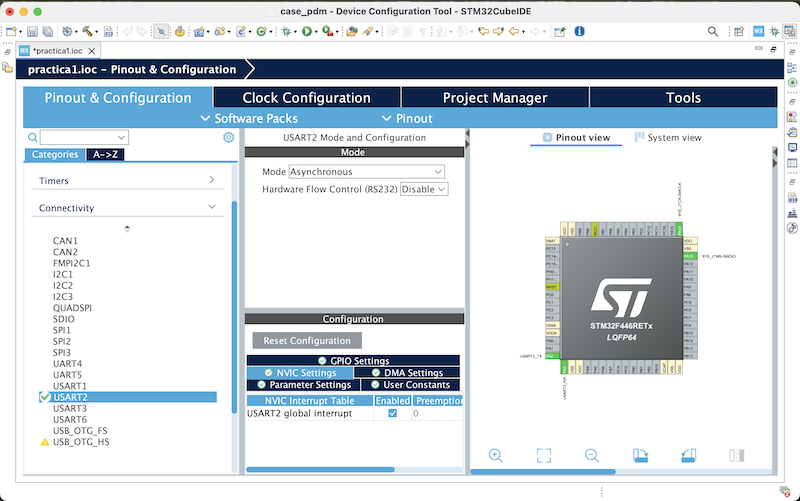 case_pdm - Device Configuration Tool - STM32CubeIDE
MX *practica1.ioc
practica1.ioc – Pinout & Configuration
Pinout & Configuration
Clock Configuration
Project Manager
Tools
Software Packs
Pinout
Categories
A->Z
Timers
Connectivity
CAN1
CAN2
FMPI2C1
I2C1
I2C2
I2C3
QUADSPI
SDIO
SPI1
SPI2
SPI3
UART4
UART5
USART1
USART2
USART3
USART6
USB_OTG_FS
USB_OTG_HS
USART2 Mode and Configuration
Mode
Mode Asynchronous
Hardware Flow Control (RS232) Disable
Configuration
Reset Configuration
GPIO Settings
NVIC Settings
DMA Settings
Parameter Settings
User Constants
NVIC Interrupt Table Enabled Preemption
USART2 global interrupt 0
Pinout view
System view
SYS_JTCK-SWCLK
SYS_JTMS-SWDIO
USART2_TX
USART2_RX
STM32F446RETx
LQFP64